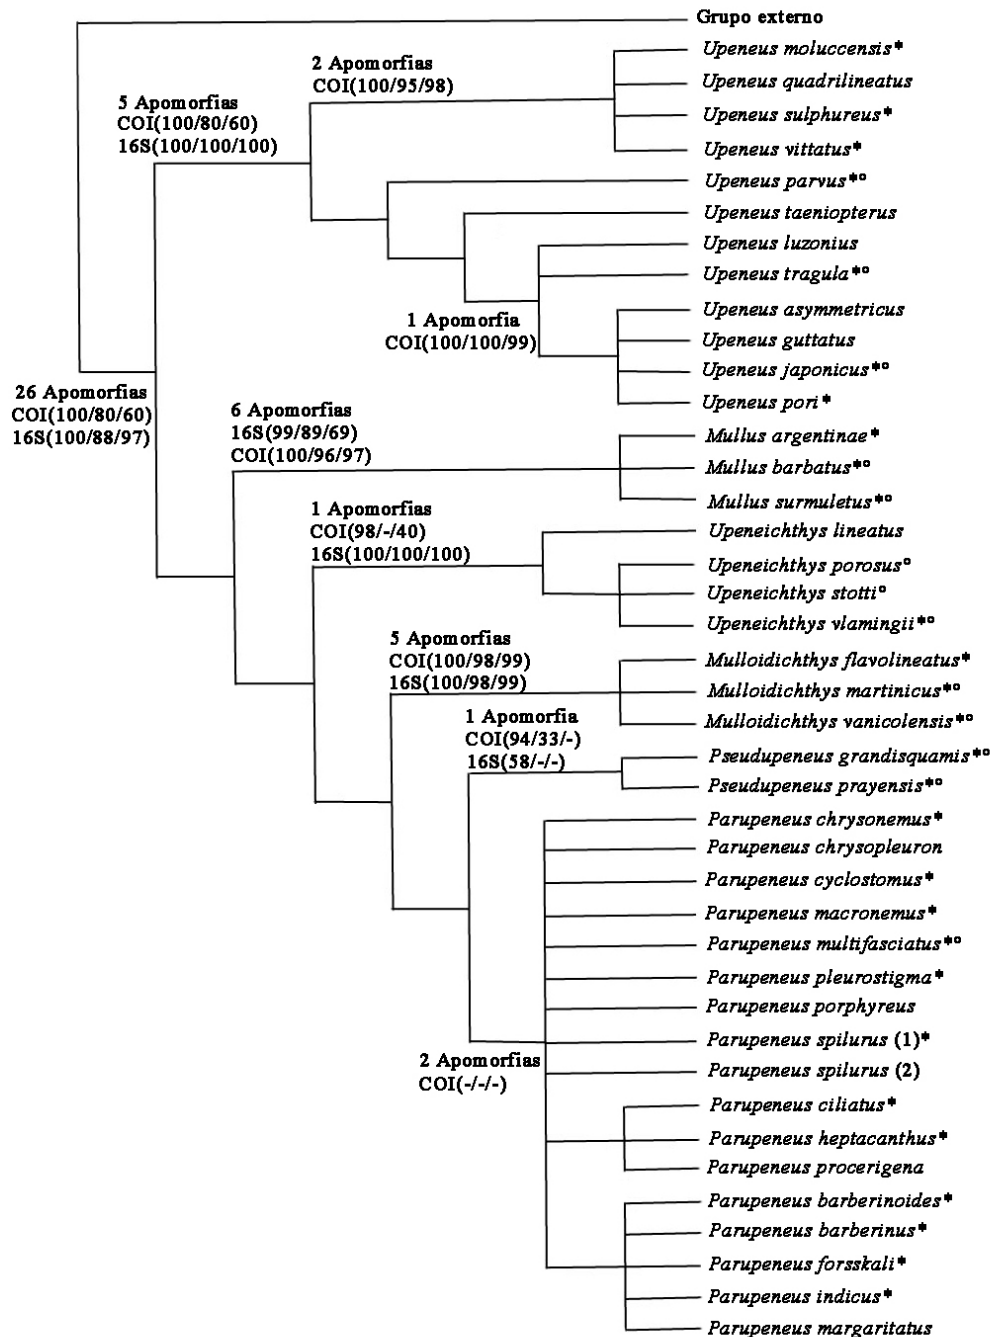 Grupo externo
Upeneus moluccensis*
2 Apomorfias
COI(100/95/98)
Upeneus quadrilineatus
5 Apomorfias
COI(100/80/60)
16S(100/100/100)
Upeneus sulphureus*
Upeneus vittatus*
Upeneus parvus*°
Upeneus taeniopterus
Upeneus luzonius
Upeneus tragula*°
Upeneus asymmetricus
1 Apomorfia
COI(100/100/99)
Upeneus guttatus
Upeneus japonicus*°
Upeneus pori*
26 Apomorfias
COI(100/80/60)
16S(100/88/97)
6 Apomorfias
16S(99/89/69)
COI(100/96/97)
Mullus argentinae*
Mullus barbatus*°
Mullus surmuletus*°
1 Apomorfias
COI(98/-/40)
16S(100/100/100)
Upeneichthys lineatus
Upeneichthys porosus°
Upeneichthys stotti°
Upeneichthys vlamingii*°
5 Apomorfias
COI(100/98/99)
16S(100/98/99)
Mulloidichthys flavolineatus*
Mulloidichthys martinicus*°
Mulloidichthys vanicolensis*°
1 Apomorfia
COI(94/33/-)
16S(58/-/-)
Pseudupeneus grandisquamis*°
Pseudupeneus prayensis*°
Parupeneus chrysonemus*
Parupeneus chrysopleuron
Parupeneus cyclostomus*
Parupeneus macronemus*
Parupeneus multifasciatus*°
Parupeneus pleurostigma*
Parupeneus porphyreus
Parupeneus spilurus (1)*
2 Apomorfias
COI(-/-/-)
Parupeneus spilurus (2)
Parupeneus ciliatus*
Parupeneus heptacanthus*
Parupeneus procerigena
Parupeneus barberinoides*
Parupeneus barberinus*
Parupeneus forsskali*
Parupeneus indicus*
Parupeneus margaritatus